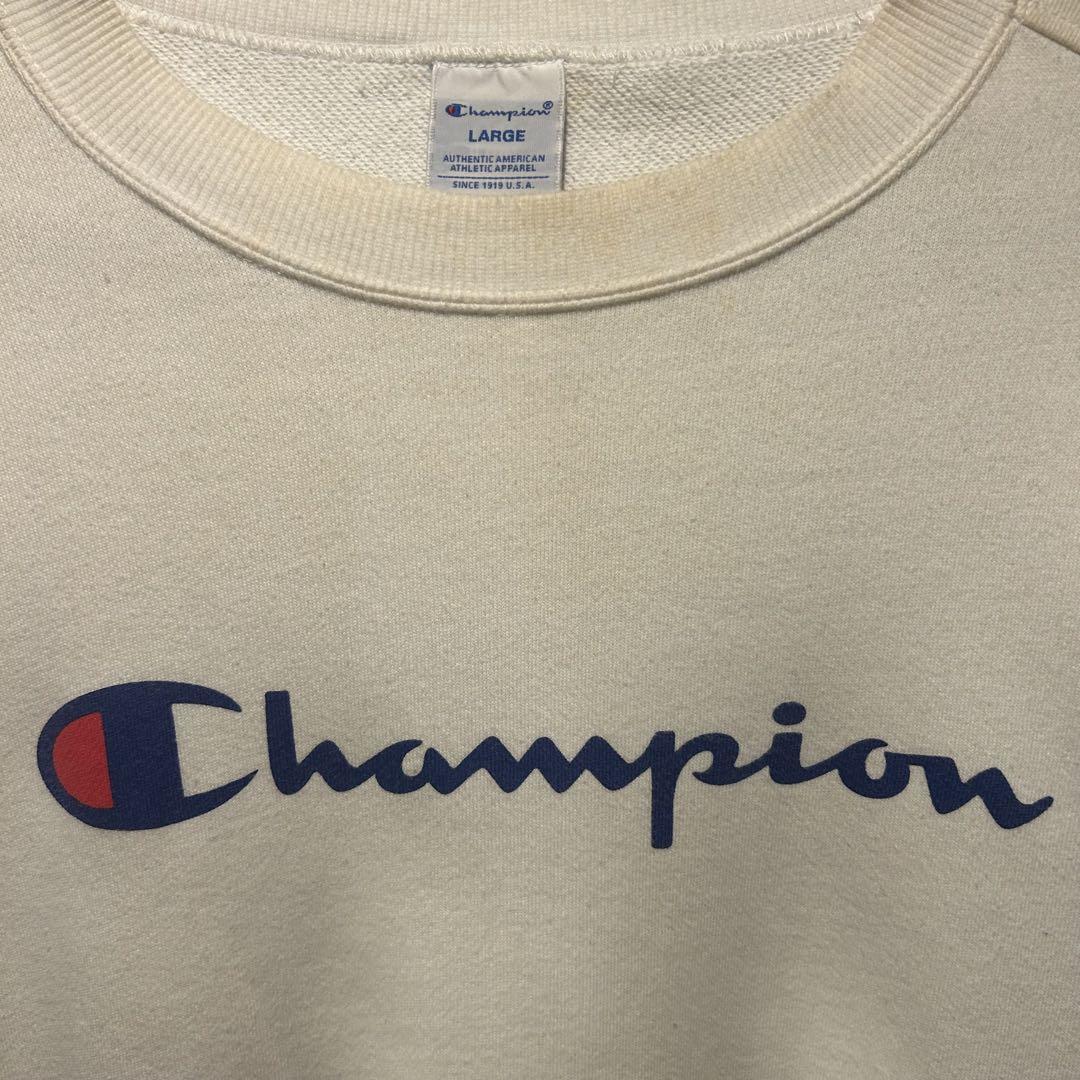 Champion®
LARGE
AUTHENTIC AMERICAN
ATHLETIC APPAREL
SINCE 1919 U.S.A.
Champion